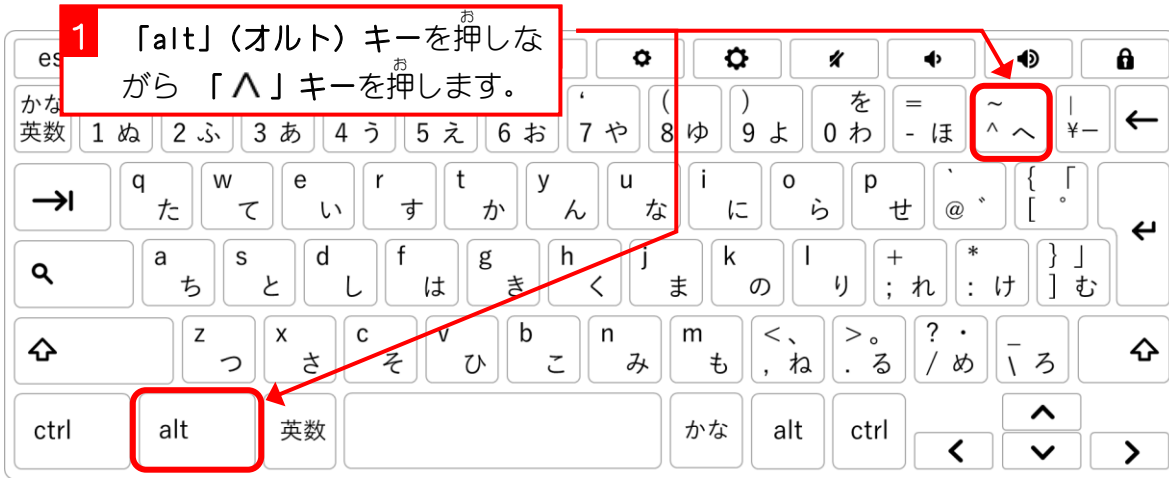 1 「alt」(オルト) キーを押しな
がら 「∧」キーを押します。
お
お
es
かな
英数 1 ぬ 2 ふ 3 あ 4 う 5 え 6 お ‘ 7 や ( 8 ゆ ) 9 よ を 0 わ = - ほ ~ ^ へ | ¥ ー ←
→| q た w て e い r す t か y ん u な i に o ら p せ ` @ ゛ { 「 [ ゜
a ち s と d し f は g き h く j ま k の l り + ; れ * : け } 」 ] む
z つ x さ c そ v ひ b こ n み m も < 、 , ね > 。 . る ? ・ / め _ \ ろ
ctrl alt 英数 かな alt ctrl